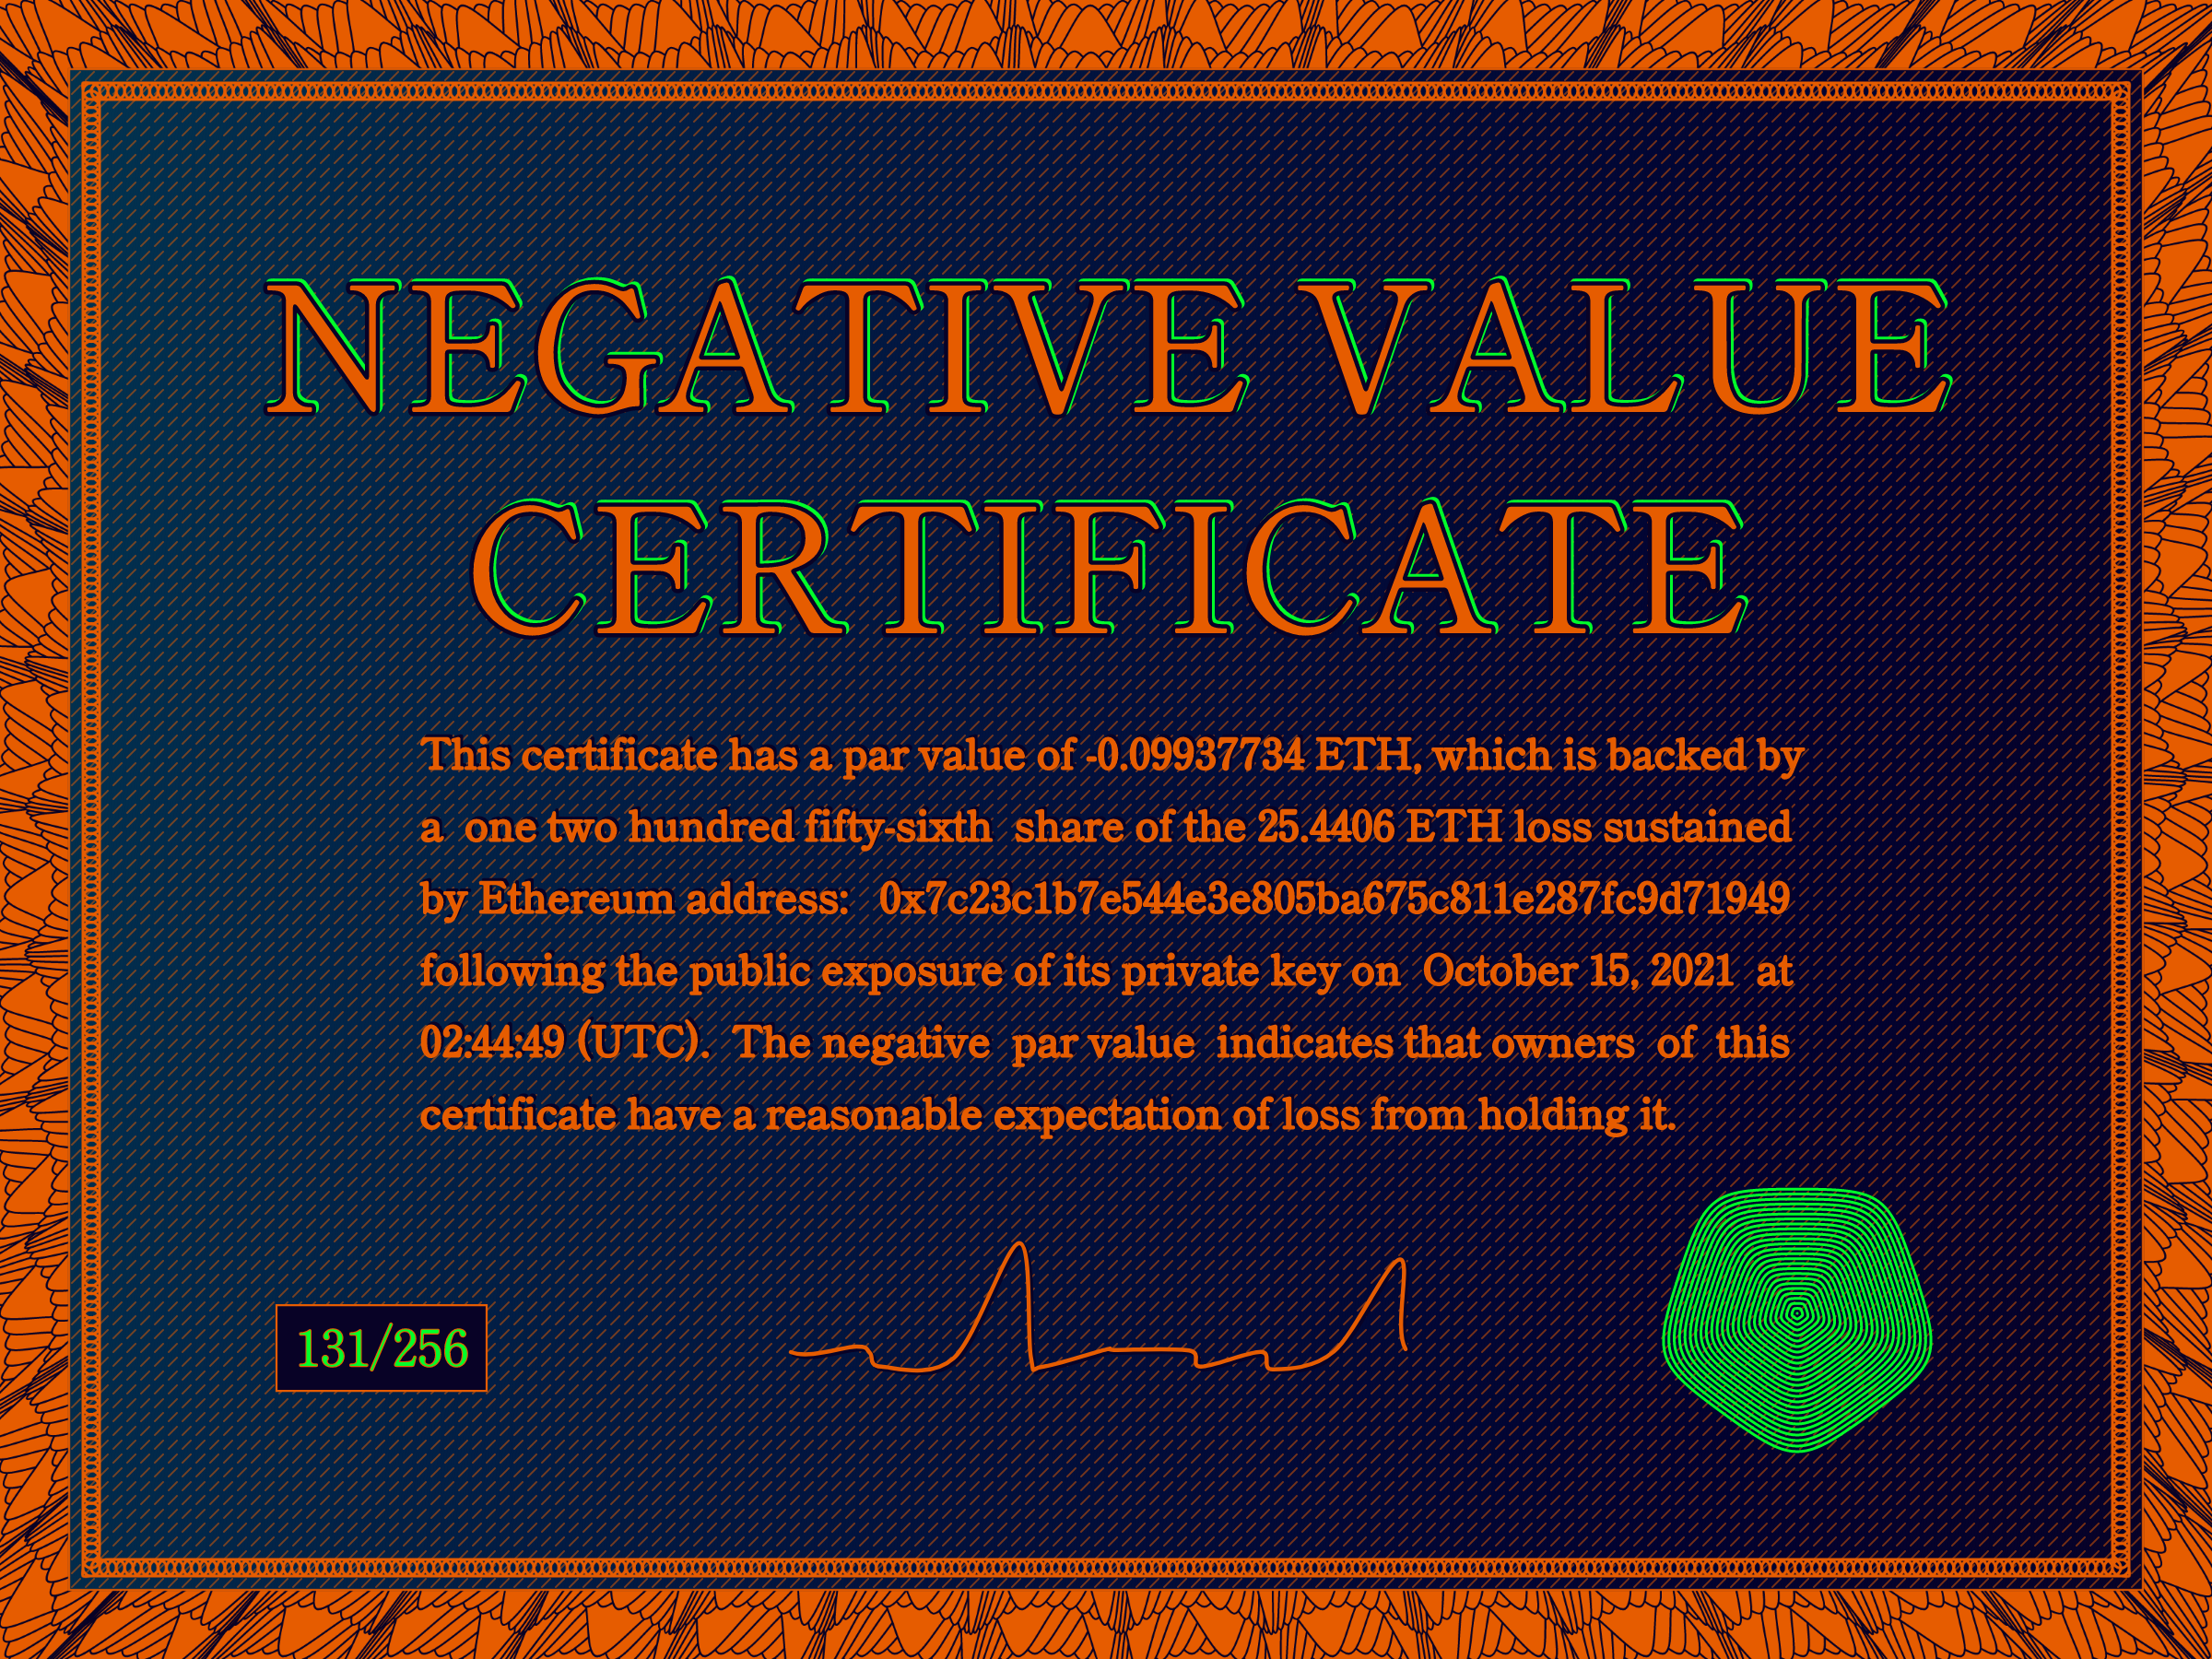 NEGATIVE VALUE
CERTIFICATE
This certificate has a par value of -0.09937734 ETH, which is backed by
a one two hundred fifty-sixth share of the 25.4406 ETH loss sustained
by Ethereum address: 0x7c23c1b7e544e3e805ba675c811e287fc9d71949
following the public exposure of its private key on October 15, 2021 at
02:44:49 (UTC). The negative par value indicates that owners of this
certificate have a reasonable expectation of loss from holding it.
131/256